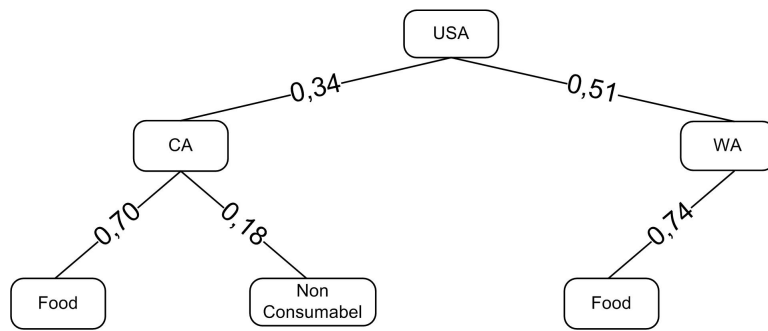 USA
0,34
0,51
CA
WA
0,70
0,18
0,74
Food
Non
Consumabel
Food